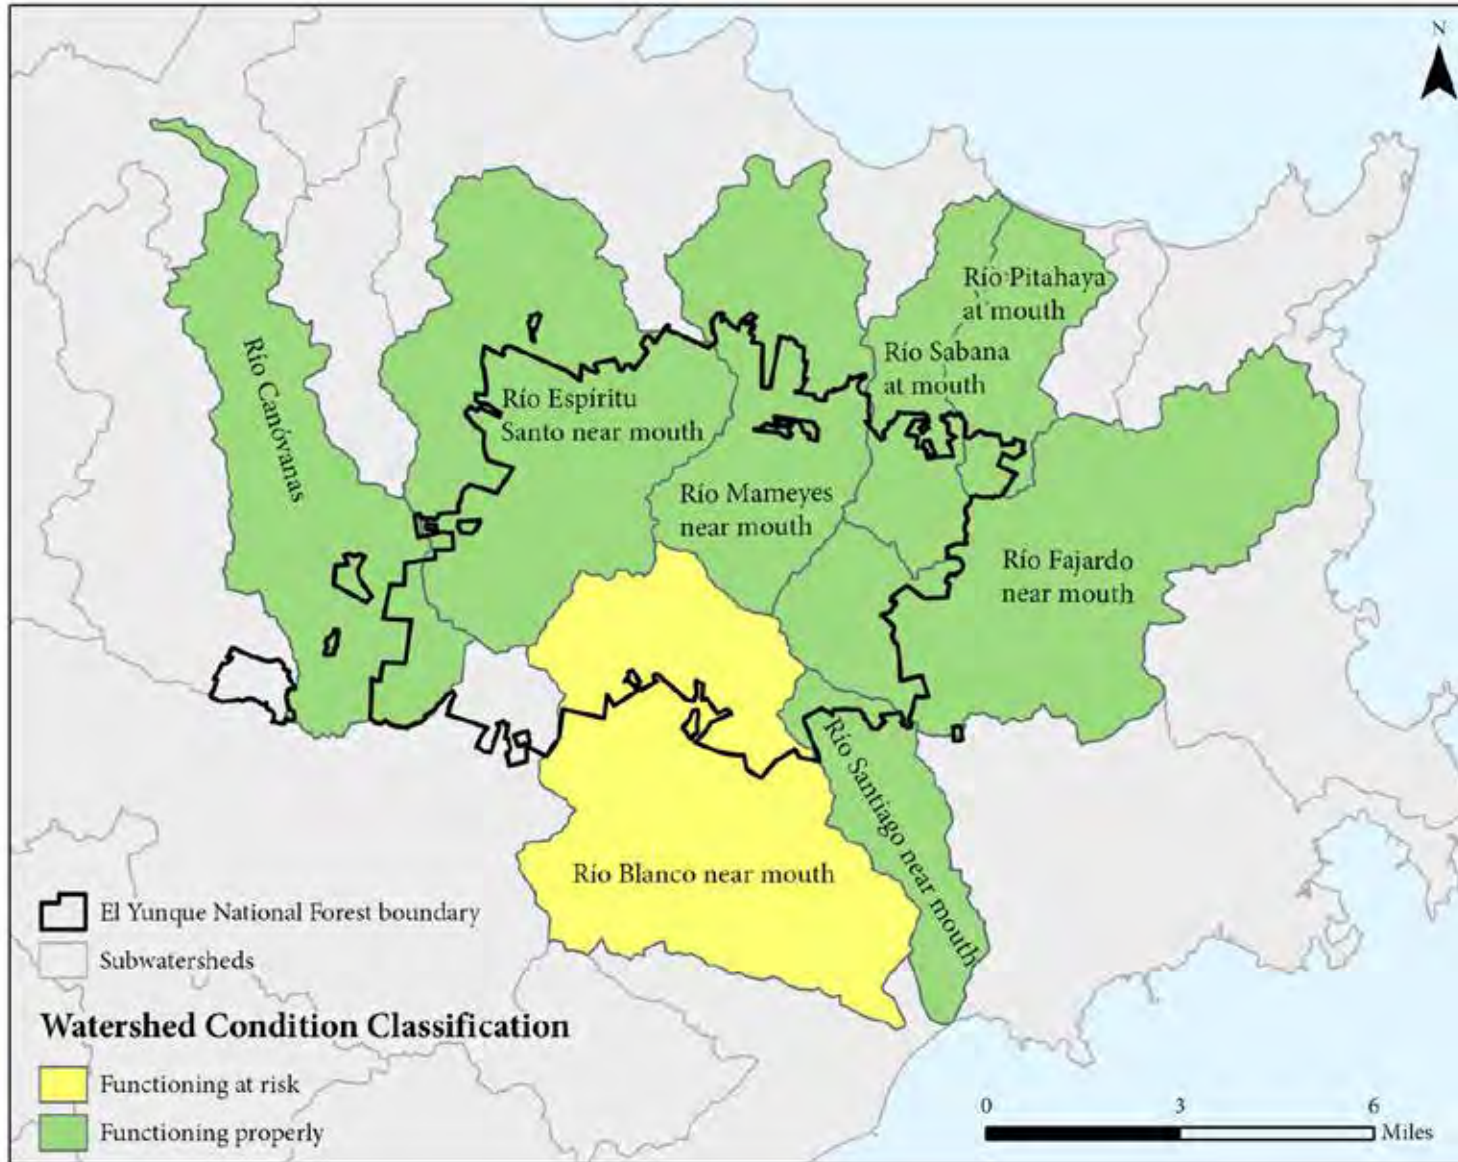 N
Río Pitahaya
at mouth
Río Sabana
at mouth
Río Canóvanas
Río Espíritu
Santo near mouth
Río Mameyes
near mouth
Río Fajardo
near mouth
Río Santiago near mouth
Río Blanco near mouth
El Yunque National Forest boundary
Subwatersheds
Watershed Condition Classification
Functioning at risk
Functioning properly
0 3 6
Miles